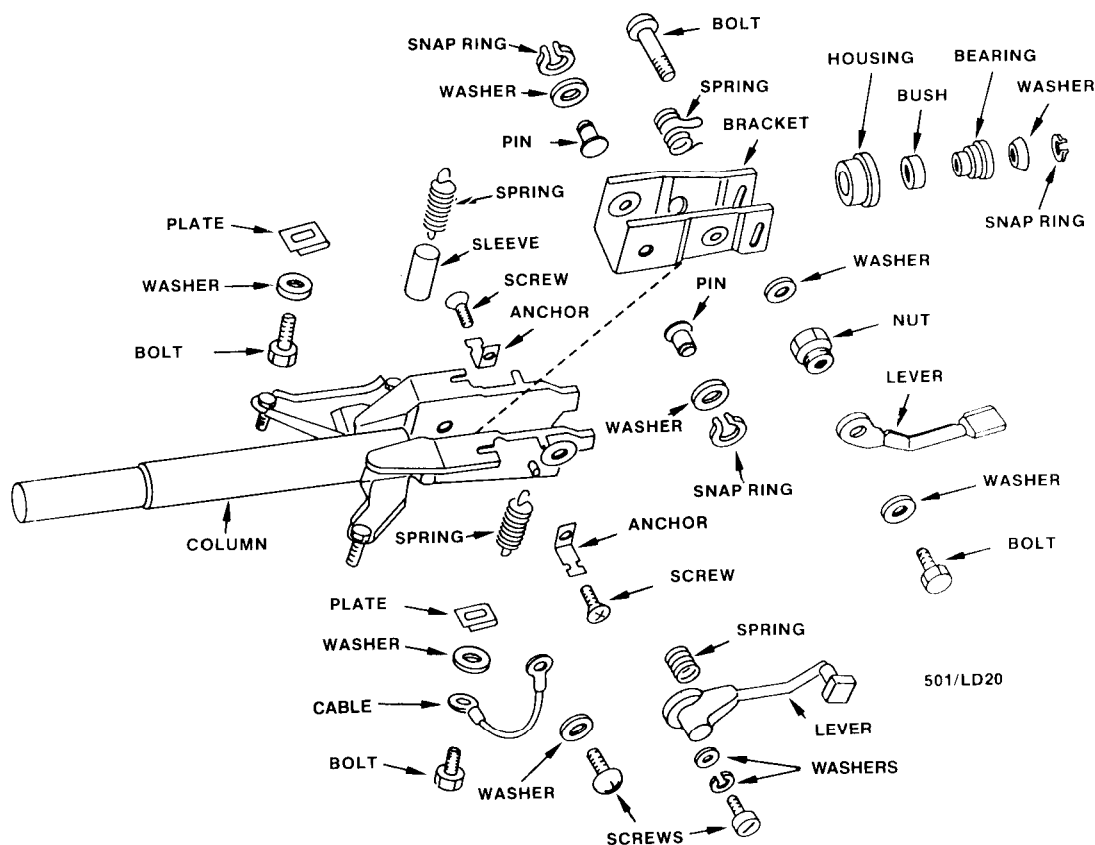 BOLT
SNAP RING
HOUSING
BEARING
WASHER
WASHER
SPRING
BUSH
BRACKET
PIN
SPRING
SNAP RING
PLATE
SLEEVE
WASHER
WASHER
SCREW
PIN
ANCHOR
NUT
BOLT
LEVER
WASHER
SNAP RING
WASHER
ANCHOR
SPRING
COLUMN
BOLT
SCREW
PLATE
SPRING
WASHER
501/LD20
CABLE
LEVER
BOLT
WASHERS
WASHER
SCREWS